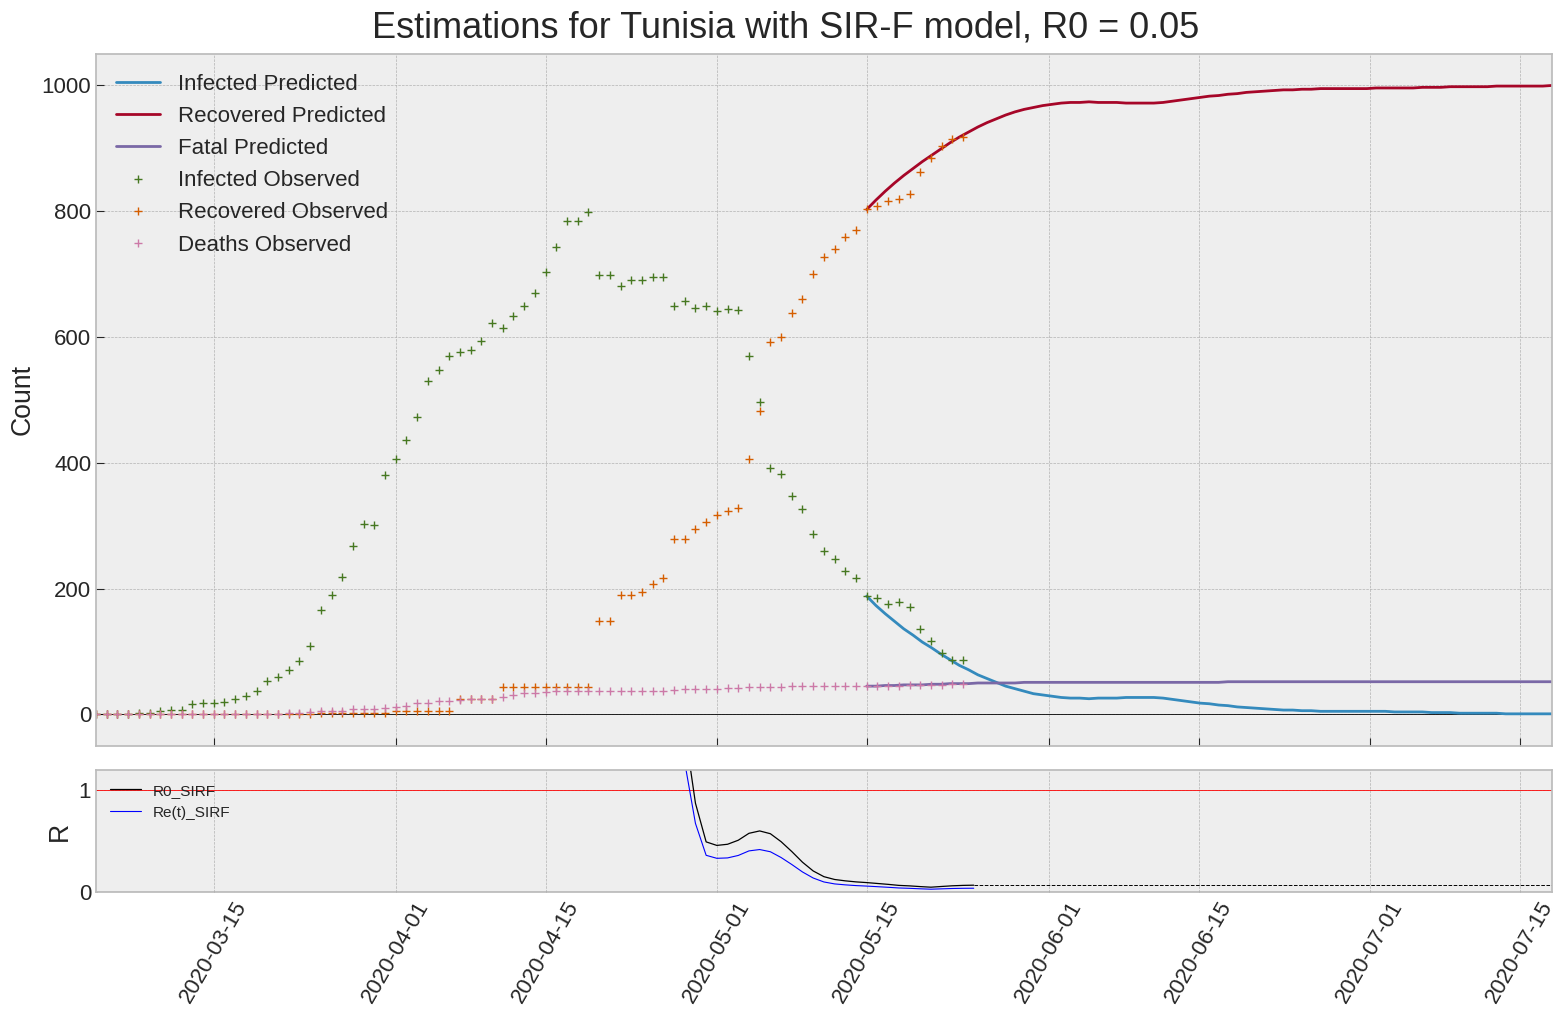 Estimations for Tunisia with SIR-F model, R0 = 0.05
Infected Predicted
Recovered Predicted
Fatal Predicted
Infected Observed
Recovered Observed
Deaths Observed
1000
800
600
400
200
0
Count
R0_SIRF
Re(t)_SIRF
1
0
R
2020-03-15
2020-04-01
2020-04-15
2020-05-01
2020-05-15
2020-06-01
2020-06-15
2020-07-01
2020-07-15